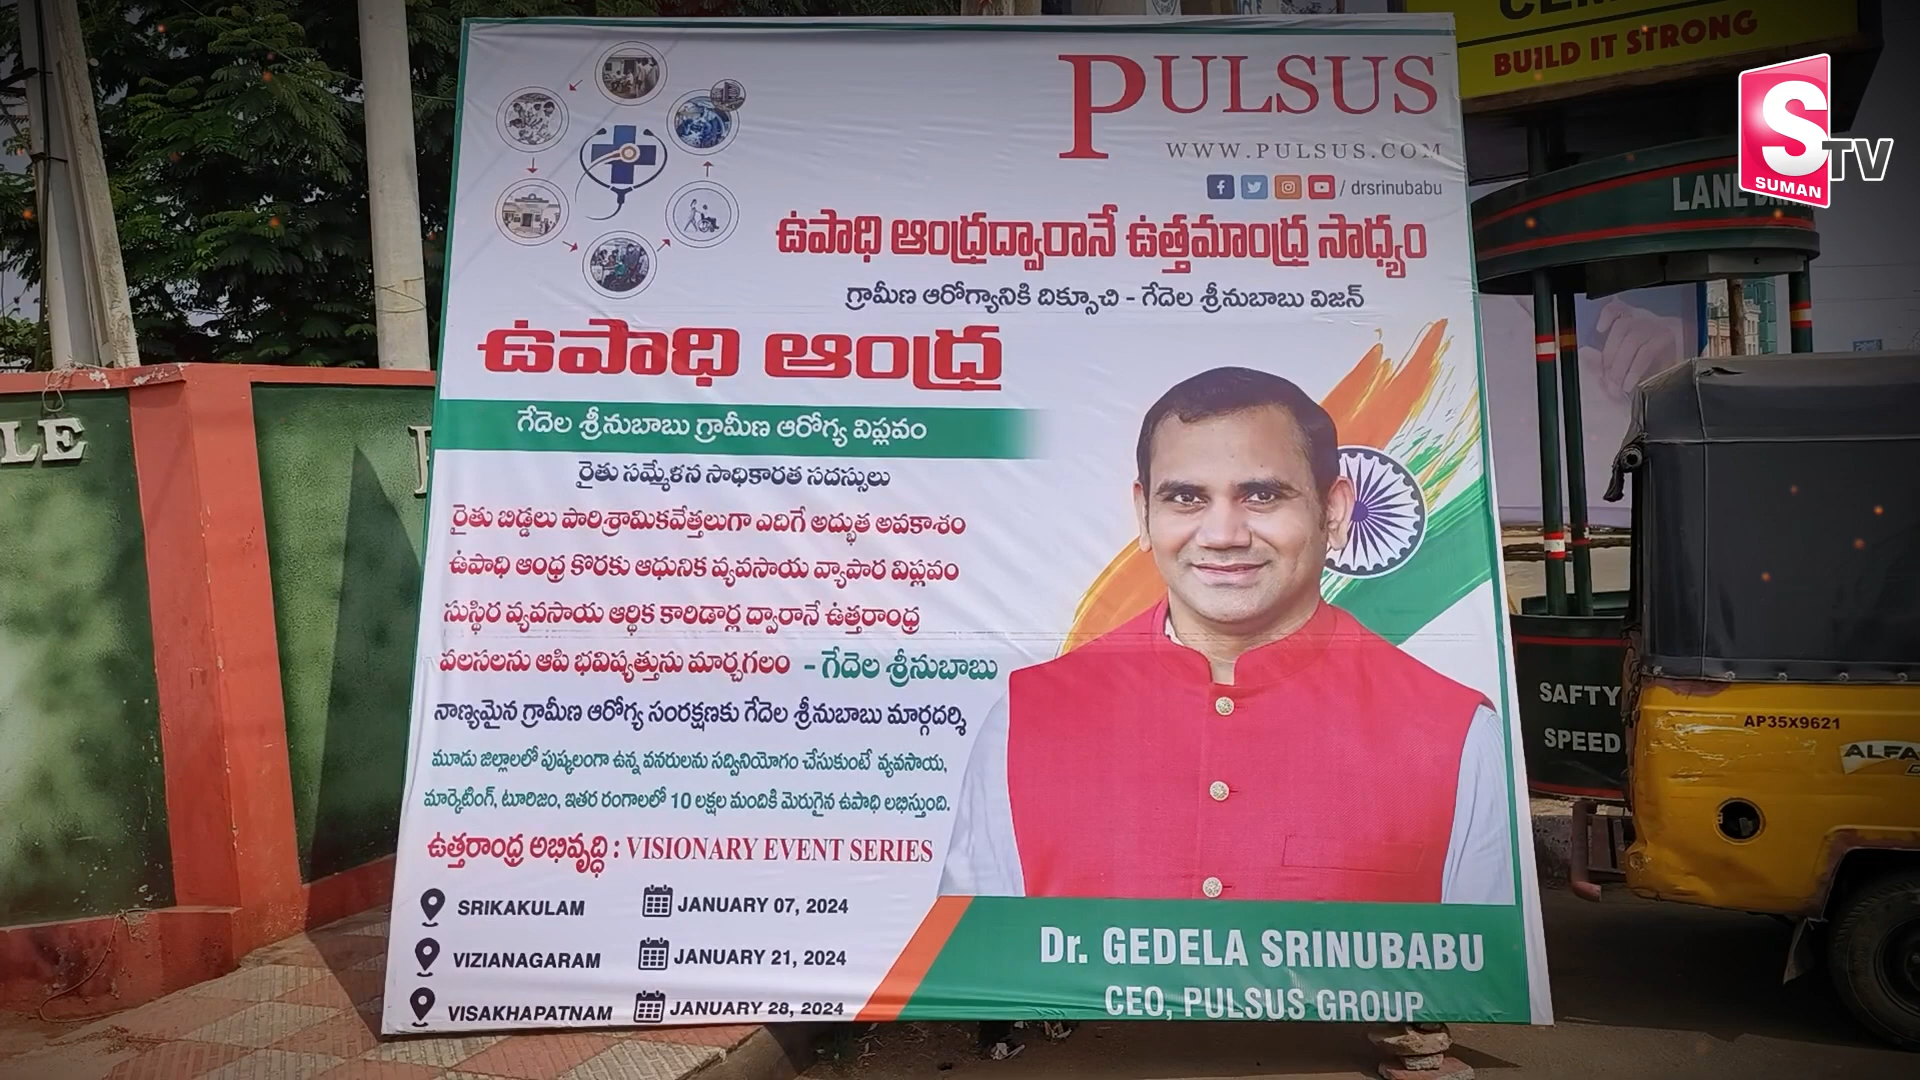 BUILD IT STRONG
S
TV
SUMAN
LANE
PULSUS
WWW.PULSUS.COM
/ drsrinubabu
ఉపాధి ఆంధ్రద్వారానే ఉత్తమాంధ్ర సాధ్యం
గ్రామీణ ఆరోగ్యానికి దిక్సూచి - గేదెల శ్రీనుబాబు విజన్
ఉపాధి ఆంధ్ర
గేదెల శ్రీనుబాబు గ్రామీణ ఆరోగ్య విప్లవం
రైతు సమ్మేళన సాధికారత సదస్సులు
రైతు బిడ్డలు పారిశ్రామికవేత్తలుగా ఎదిగే అద్భుత అవకాశం
ఉపాధి ఆంధ్ర కొరకు ఆధునిక వ్యవసాయ వ్యాపార విప్లవం
సుస్థిర వ్యవసాయ ఆర్థిక కారిడార్ల ద్వారానే ఉత్తరాంధ్ర
వలసలను ఆపి భవిష్యత్తును మార్చగలం - గేదెల శ్రీనుబాబు
నాణ్యమైన గ్రామీణ ఆరోగ్య సంరక్షణకు గేదెల శ్రీనుబాబు మార్గదర్శి
మూడు జిల్లాలలో పుష్కలంగా ఉన్న వనరులను సద్వినియోగం చేసుకుంటే వ్యవసాయ,
మార్కెటింగ్, టూరిజం, ఇతర రంగాలలో 10 లక్షల మందికి మెరుగైన ఉపాధి లభిస్తుంది.
ఉత్తరాంధ్ర అభివృద్ధి : VISIONARY EVENT SERIES
SRIKAKULAM JANUARY 07, 2024
VIZIANAGARAM JANUARY 21, 2024
VISAKHAPATNAM JANUARY 28, 2024
Dr. GEDELA SRINUBABU
CEO, PULSUS GROUP
LE
SAFTY
SPEED
AP35X9621
ALFA